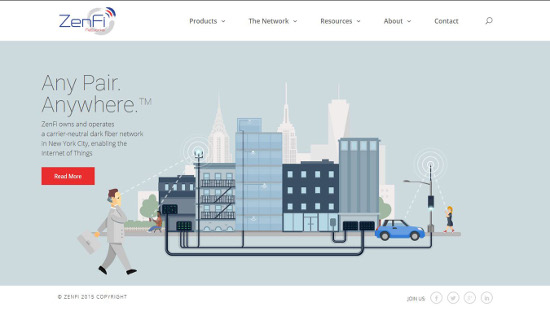 ZenFi
Networks
Products
The Network
Resources
About
Contact
Any Pair.
Anywhere.™
ZenFi owns and operates
a carrier-neutral dark fiber network
in New York City, enabling the
Internet of Things
Read More
© ZENFI 2015 COPYRIGHT
JOIN US